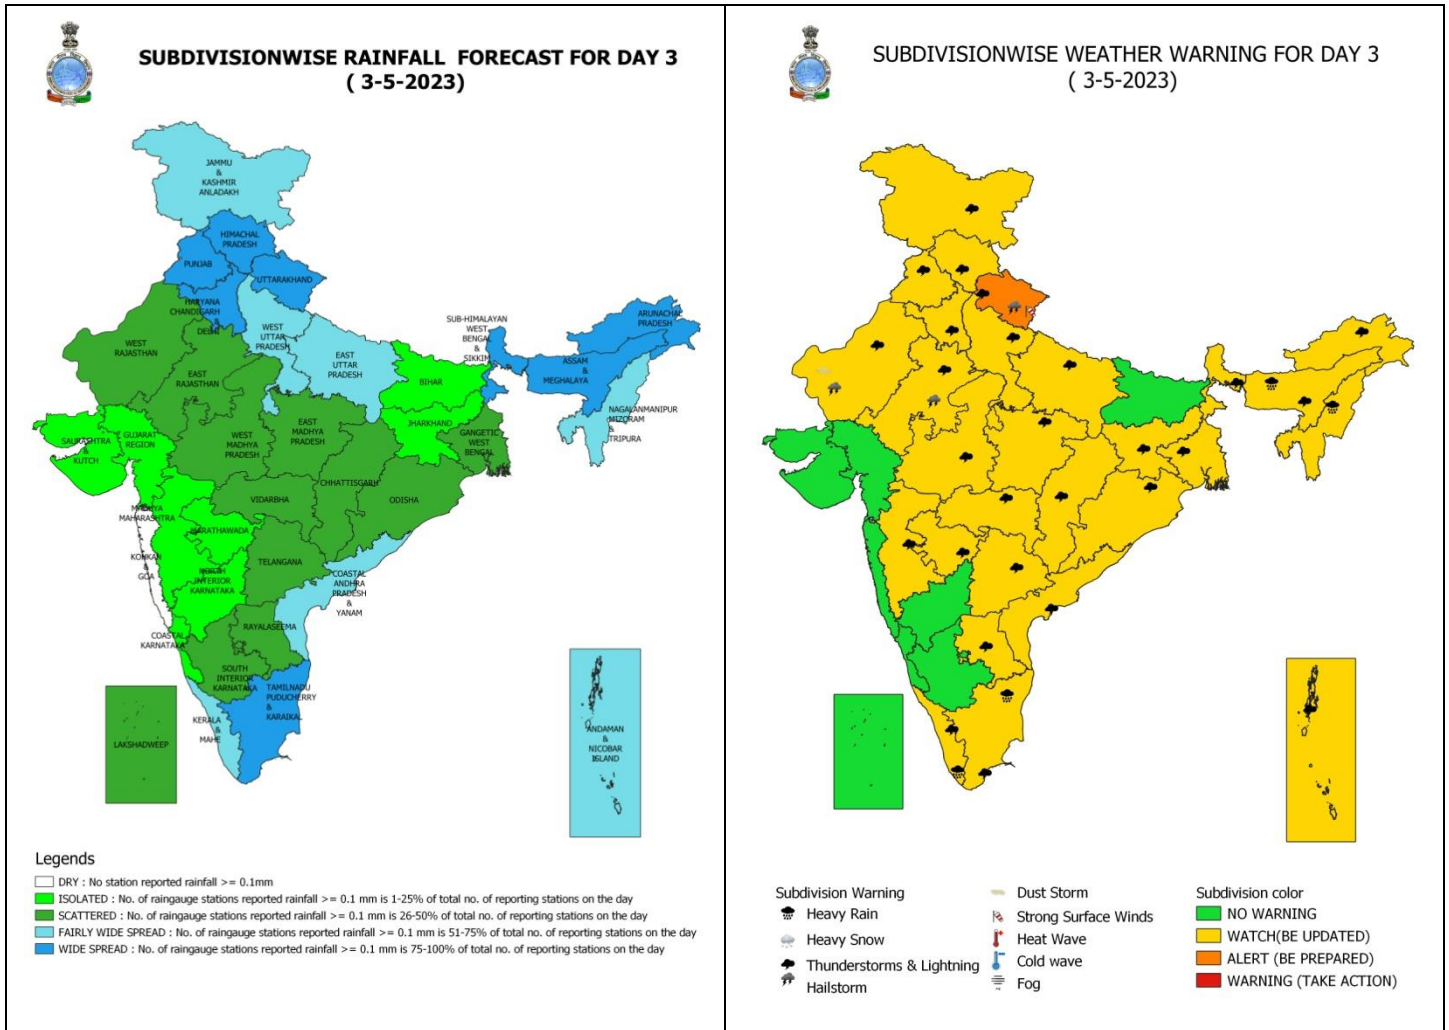 SUBDIVISIONWISE RAINFALL FORECAST FOR DAY 3
( 3-5-2023)
JAMMU
&
KASHMIR
ANLADAKH
HIMACHAL
PRADESH
PUNJAB
UTTARAKHAND
HARYANA
CHANDIGARH &
DELHI
WEST
UTTAR
PRADESH
EAST
UTTAR
PRADESH
WEST
RAJASTHAN
EAST
RAJASTHAN
SUB-HIMALAYAN
WEST
BENGAL
&
SIKKIM
ARUNACHAL
PRADESH
ASSAM
&
MEGHALAYA
NAGALANMANIPUR
MIZORAM
&
TRIPURA
BIHAR
JHARKHAND
GANGETIC
WEST
BENGAL
SAURASHTRA
&
KUTCH
GUJARAT
REGION
WEST
MADHYA
PRADESH
EAST
MADHYA
PRADESH
CHHATTISGARH
ODISHA
VIDARBHA
MADHYA
MAHARASHTRA
MARATHAWADA
KONKAN
&
GOA
NORTH
INTERIOR
KARNATAKA
TELANGANA
COASTAL
ANDHRA
PRADESH
&
YANAM
RAYALASEEMA
COASTAL
KARNATAKA
SOUTH
INTERIOR
KARNATAKA
TAMILNADU
PUDUCHERRY
&
KARAIKAL
KERALA
&
MAHE
LAKSHADWEEP
ANDAMAN
&
NICOBAR
ISLAND
Legends
DRY : No station reported rainfall >= 0.1mm
ISOLATED : No. of raingauge stations reported rainfall >= 0.1 mm is 1-25% of total no. of reporting stations on the day
SCATTERED : No. of raingauge stations reported rainfall >= 0.1 mm is 26-50% of total no. of reporting stations on the day
FAIRLY WIDE SPREAD : No. of raingauge stations reported rainfall >= 0.1 mm is 51-75% of total no. of reporting stations on the day
WIDE SPREAD : No. of raingauge stations reported rainfall >= 0.1 mm is 75-100% of total no. of reporting stations on the day
SUBDIVISIONWISE WEATHER WARNING FOR DAY 3
( 3-5-2023)
Subdivision Warning
Heavy Rain
Heavy Snow
Thunderstorms & Lightning
Hailstorm
Dust Storm
Strong Surface Winds
Heat Wave
Cold wave
Fog
Subdivision color
NO WARNING
WATCH(BE UPDATED)
ALERT (BE PREPARED)
WARNING (TAKE ACTION)